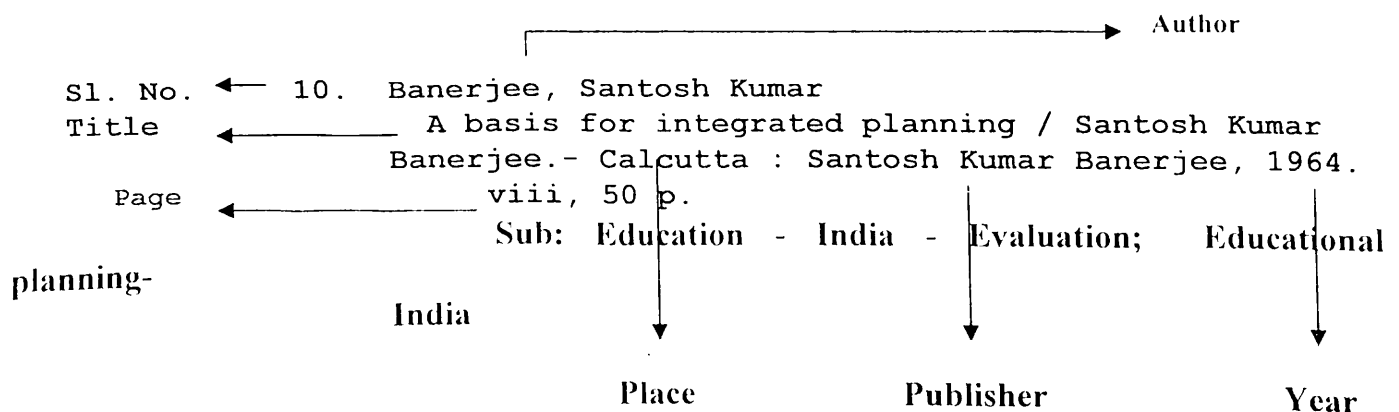 Author
Sl. No. 10. Banerjee, Santosh Kumar
Title A basis for integrated planning / Santosh Kumar
Banerjee.- Calcutta : Santosh Kumar Banerjee, 1964.
Page viii, 50 p.
Sub: Education - India - Evaluation; Educational
planning-
India
Place Publisher Year